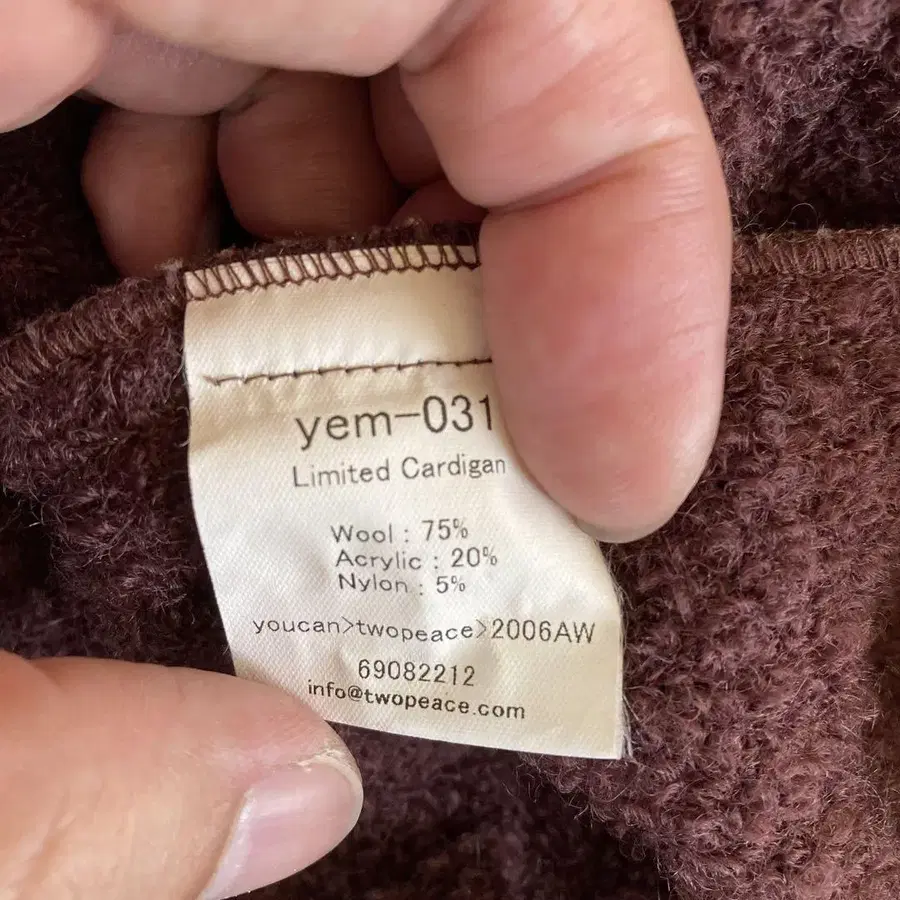 yem-031
Limited Cardigan
Wool : 75%
Acrylic : 20%
Nylon : 5%
youcan>twopeace>2006AW
69082212
info@twopeace.com